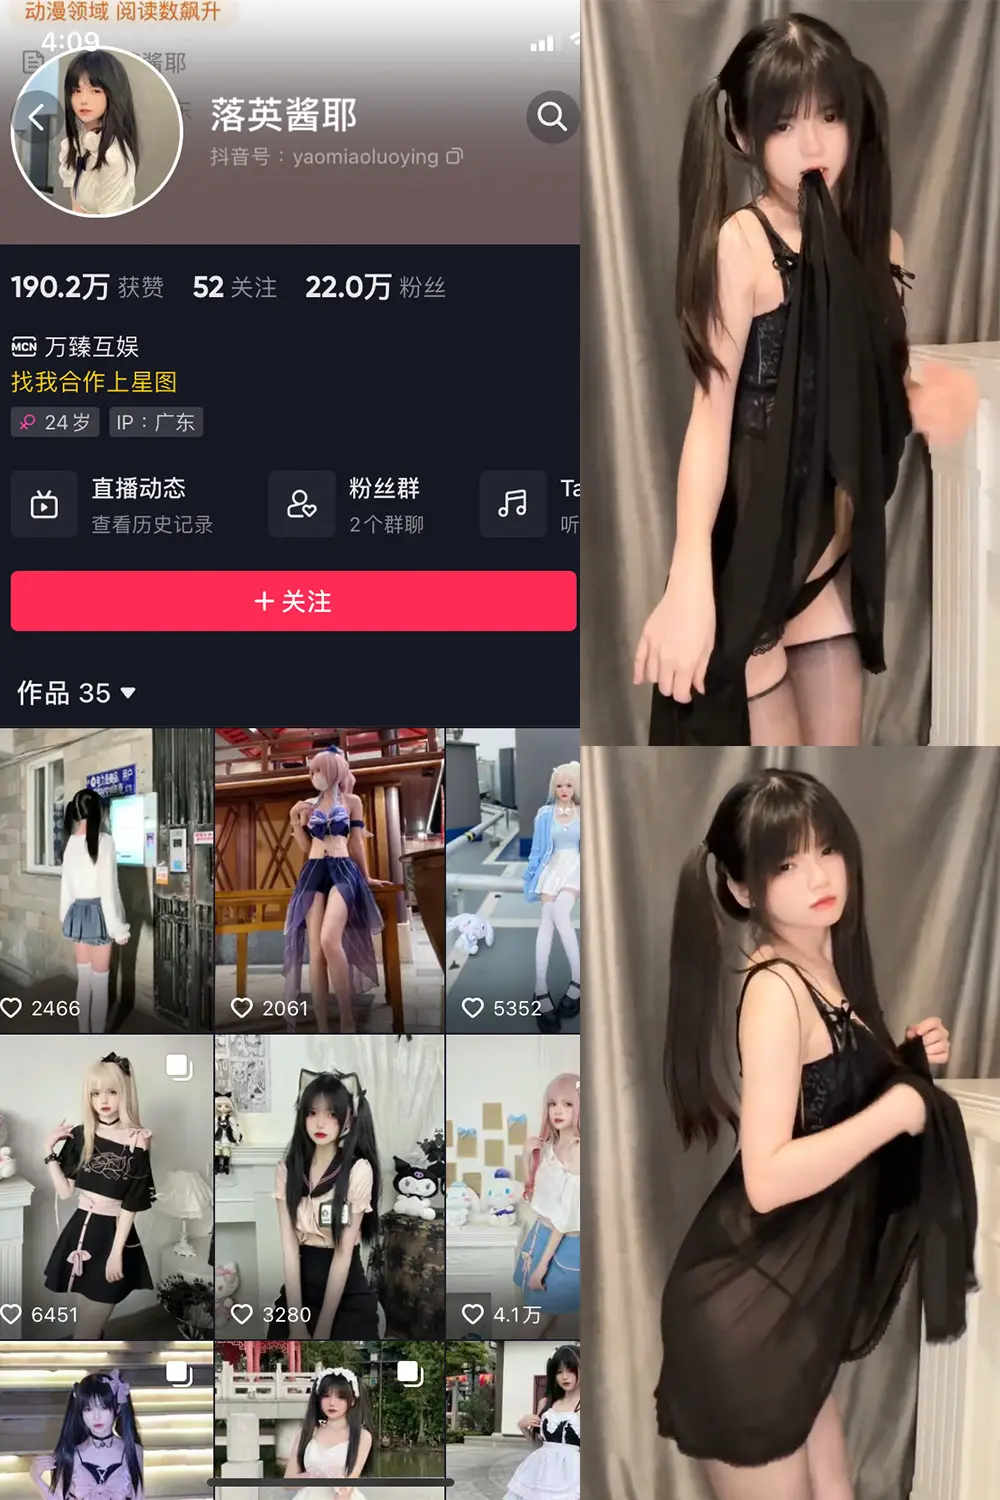 动漫领域 阅读数飙升
4:09
酱耶
落英酱耶
抖音号：yaomiaoluoying
190.2万 获赞 52 关注 22.0万 粉丝
MCN 万臻互娱
找我合作上星图
24岁 IP：广东
直播动态 粉丝群 Ta
查看历史记录 2个群聊 听
+ 关注
作品 35
2466 2061 5352
6451 3280 4.1万